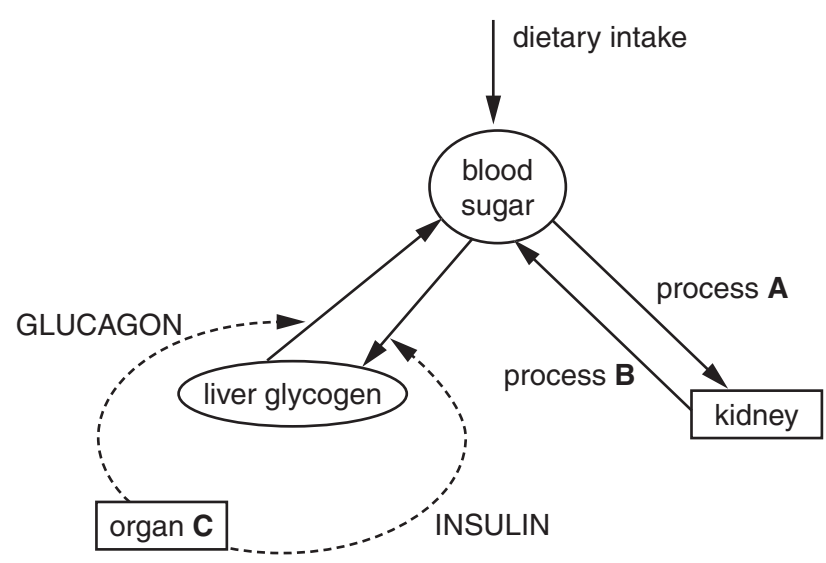 dietary intake
blood
sugar
process A
GLUCAGON
process B
liver glycogen
kidney
organ C
INSULIN